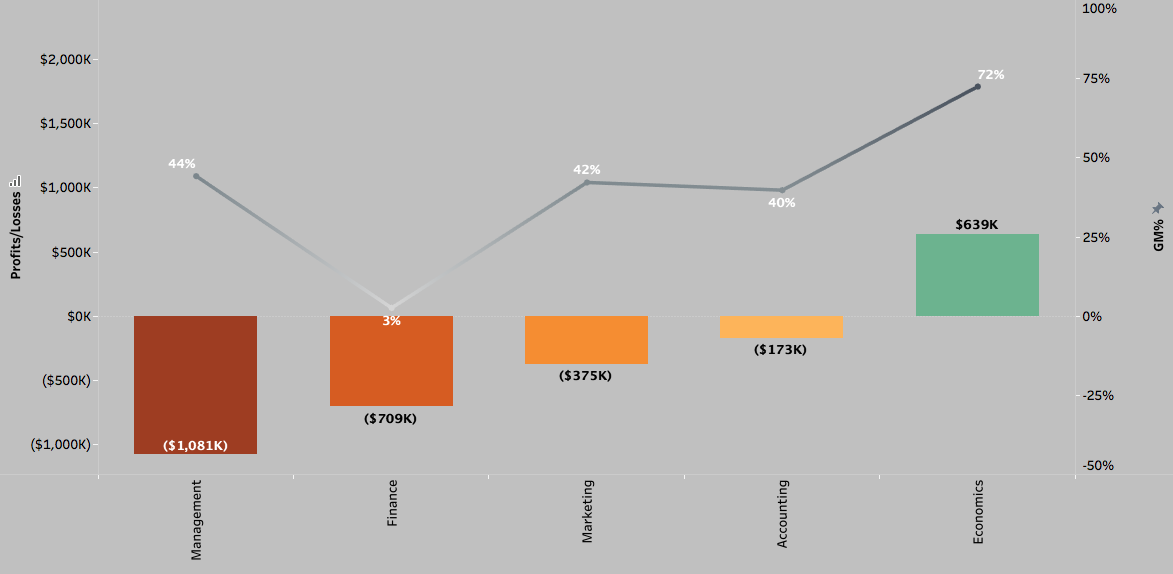 100%
$2,000K
72%
75%
$1,500K
44%
42%
50%
$1,000K
40%
Profits/Losses
GM%
$639K
$500K
25%
$0K
3%
0%
($173K)
($375K)
($500K)
-25%
($709K)
($1,000K)
($1,081K)
-50%
Management
Finance
Marketing
Accounting
Economics